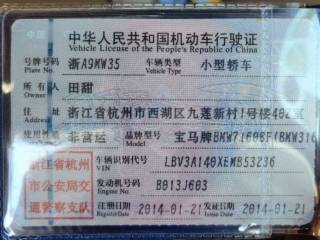 中华人民共和国机动车行驶证
Vehicle License of the People's Republic of China
号牌号码 浙A9MW35 车辆类型 小型轿车
Plate No. Vehicle Type
所有人 田甜
Owner
住址 浙江省杭州市西湖区九莲新村1号楼402室
Address
使用性质 非营运 品牌型号 宝马牌
浙江省杭州
市公安局交
通警察支队
车辆识别代号 LBV3A140XEMB53236
VIN
发动机号码 B013J603
Engine No.
注册日期 2014-01-21 发证日期 2014-01-21
Register Date Issue Date